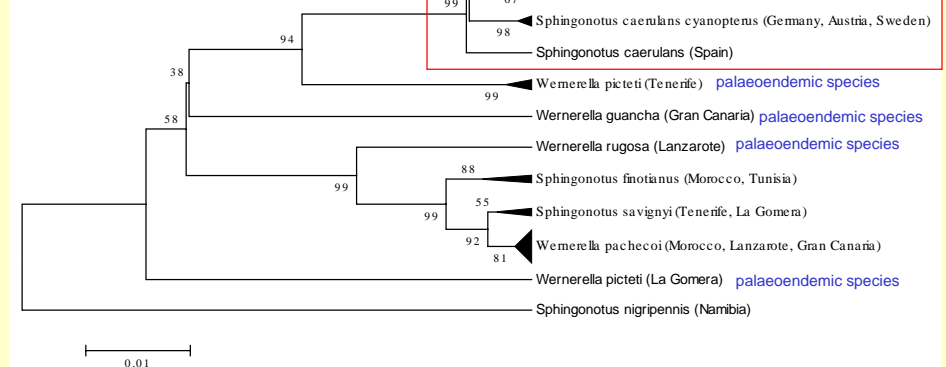 99
67
Sphingonotus caerulans cyanopterus (Germany, Austria, Sweden)
98
94
Sphingonotus caerulans (Spain)
38
Wernerella picteti (Tenerife) palaeoendemic species
99
Wernerella guancha (Gran Canaria) palaeoendemic species
58
Wernerella rugosa (Lanzarote) palaeoendemic species
88
Sphingonotus finotianus (Morocco, Tunisia)
99
55
Sphingonotus savignyi (Tenerife, La Gomera)
99
92
Wernerella pachecoi (Morocco, Lanzarote, Gran Canaria)
81
Wernerella picteti (La Gomera) palaeoendemic species
Sphingonotus nigripennis (Namibia)
0.01